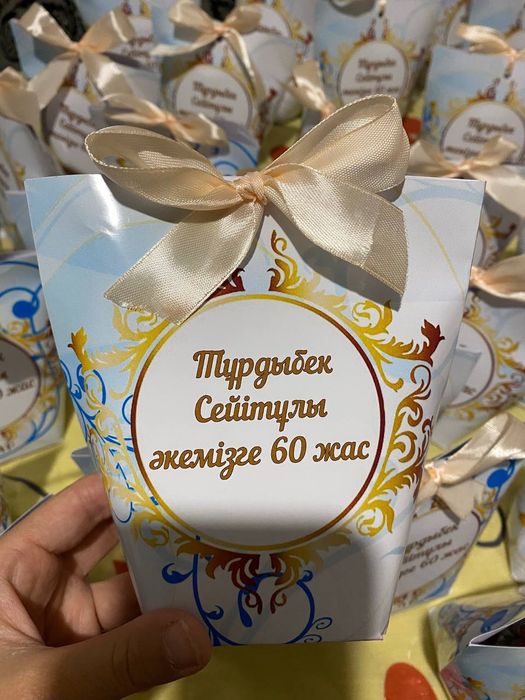 Тұрдыбек
Сейітұлы
әкемізге 60 жас